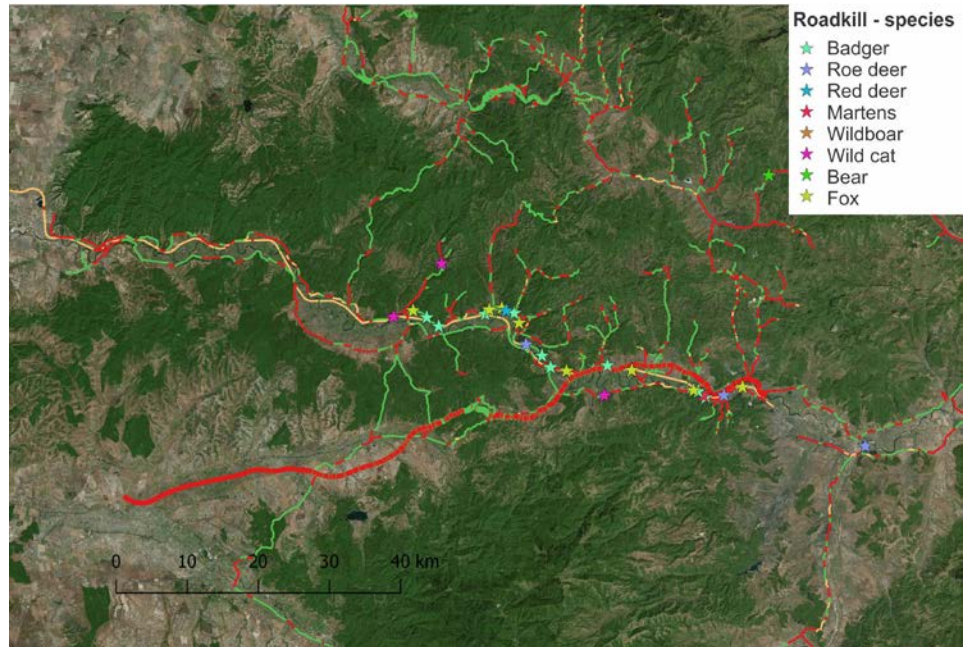 Roadkill - species
Badger
Roe deer
Red deer
Martens
Wildboar
Wild cat
Bear
Fox
0 10 20 30 40 km